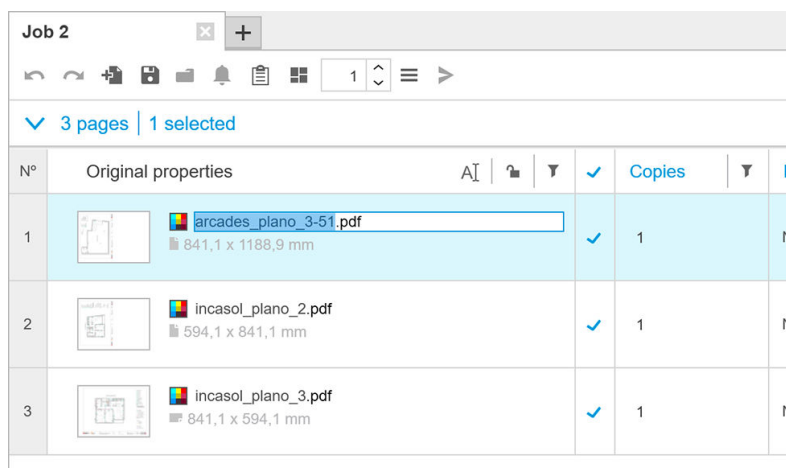 Job 2
1
3 pages 1 selected
Nº Original properties Copies
1 arcades_plano_3-51.pdf 1
841,1 x 1188,9 mm
2 incasol_plano_2.pdf 1
594,1 x 841,1 mm
3 incasol_plano_3.pdf 1
841,1 x 594,1 mm